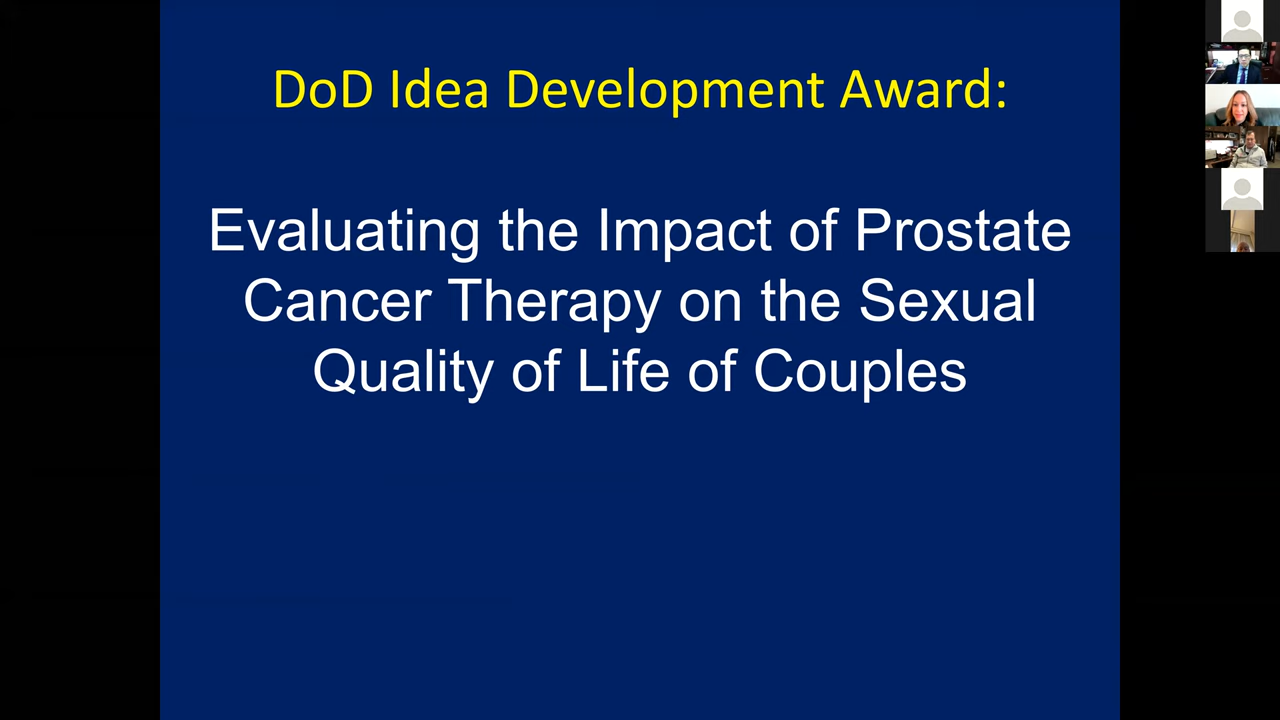 DoD Idea Development Award:
Evaluating the Impact of Prostate
Cancer Therapy on the Sexual
Quality of Life of Couples